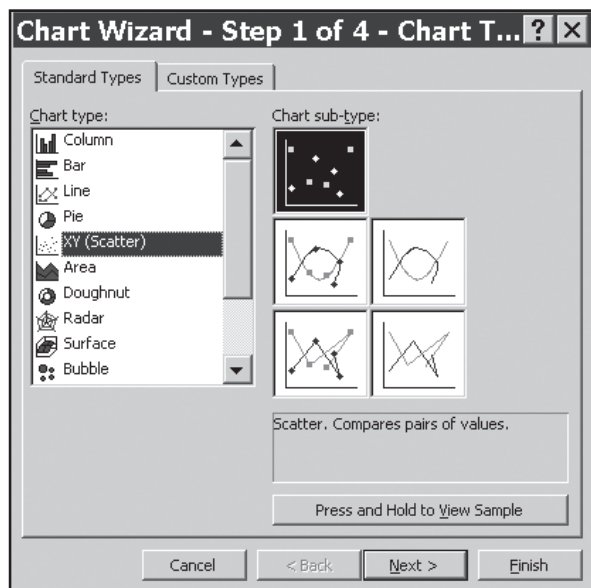 Chart Wizard - Step 1 of 4 - Chart T...
Standard Types
Custom Types
Chart type:
Column
Bar
Line
Pie
XY (Scatter)
Area
Doughnut
Radar
Surface
Bubble
Chart sub-type:
Scatter. Compares pairs of values.
Press and Hold to View Sample
Cancel
< Back
Next >
Finish